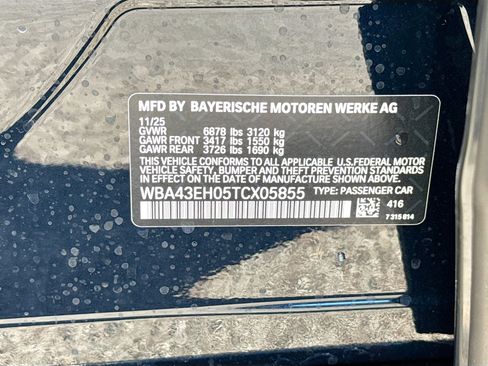 MFD BY BAYERISCHE MOTOREN WERKE AG
11/25
GVWR 6878 lbs 3120 kg
GAWR FRONT 3417 lbs 1550 kg
GAWR REAR 3726 lbs 1690 kg
THIS VEHICLE CONFORMS TO ALL APPLICABLE U.S.FEDERAL MOTOR
VEHICLE SAFETY, BUMPER AND THEFT PREVENTION STANDARDS
IN EFFECT ON THE DATE OF MANUFACTURE SHOWN ABOVE.
WBA43EH05TCX05855 TYPE: PASSENGER CAR
416
7 315 814